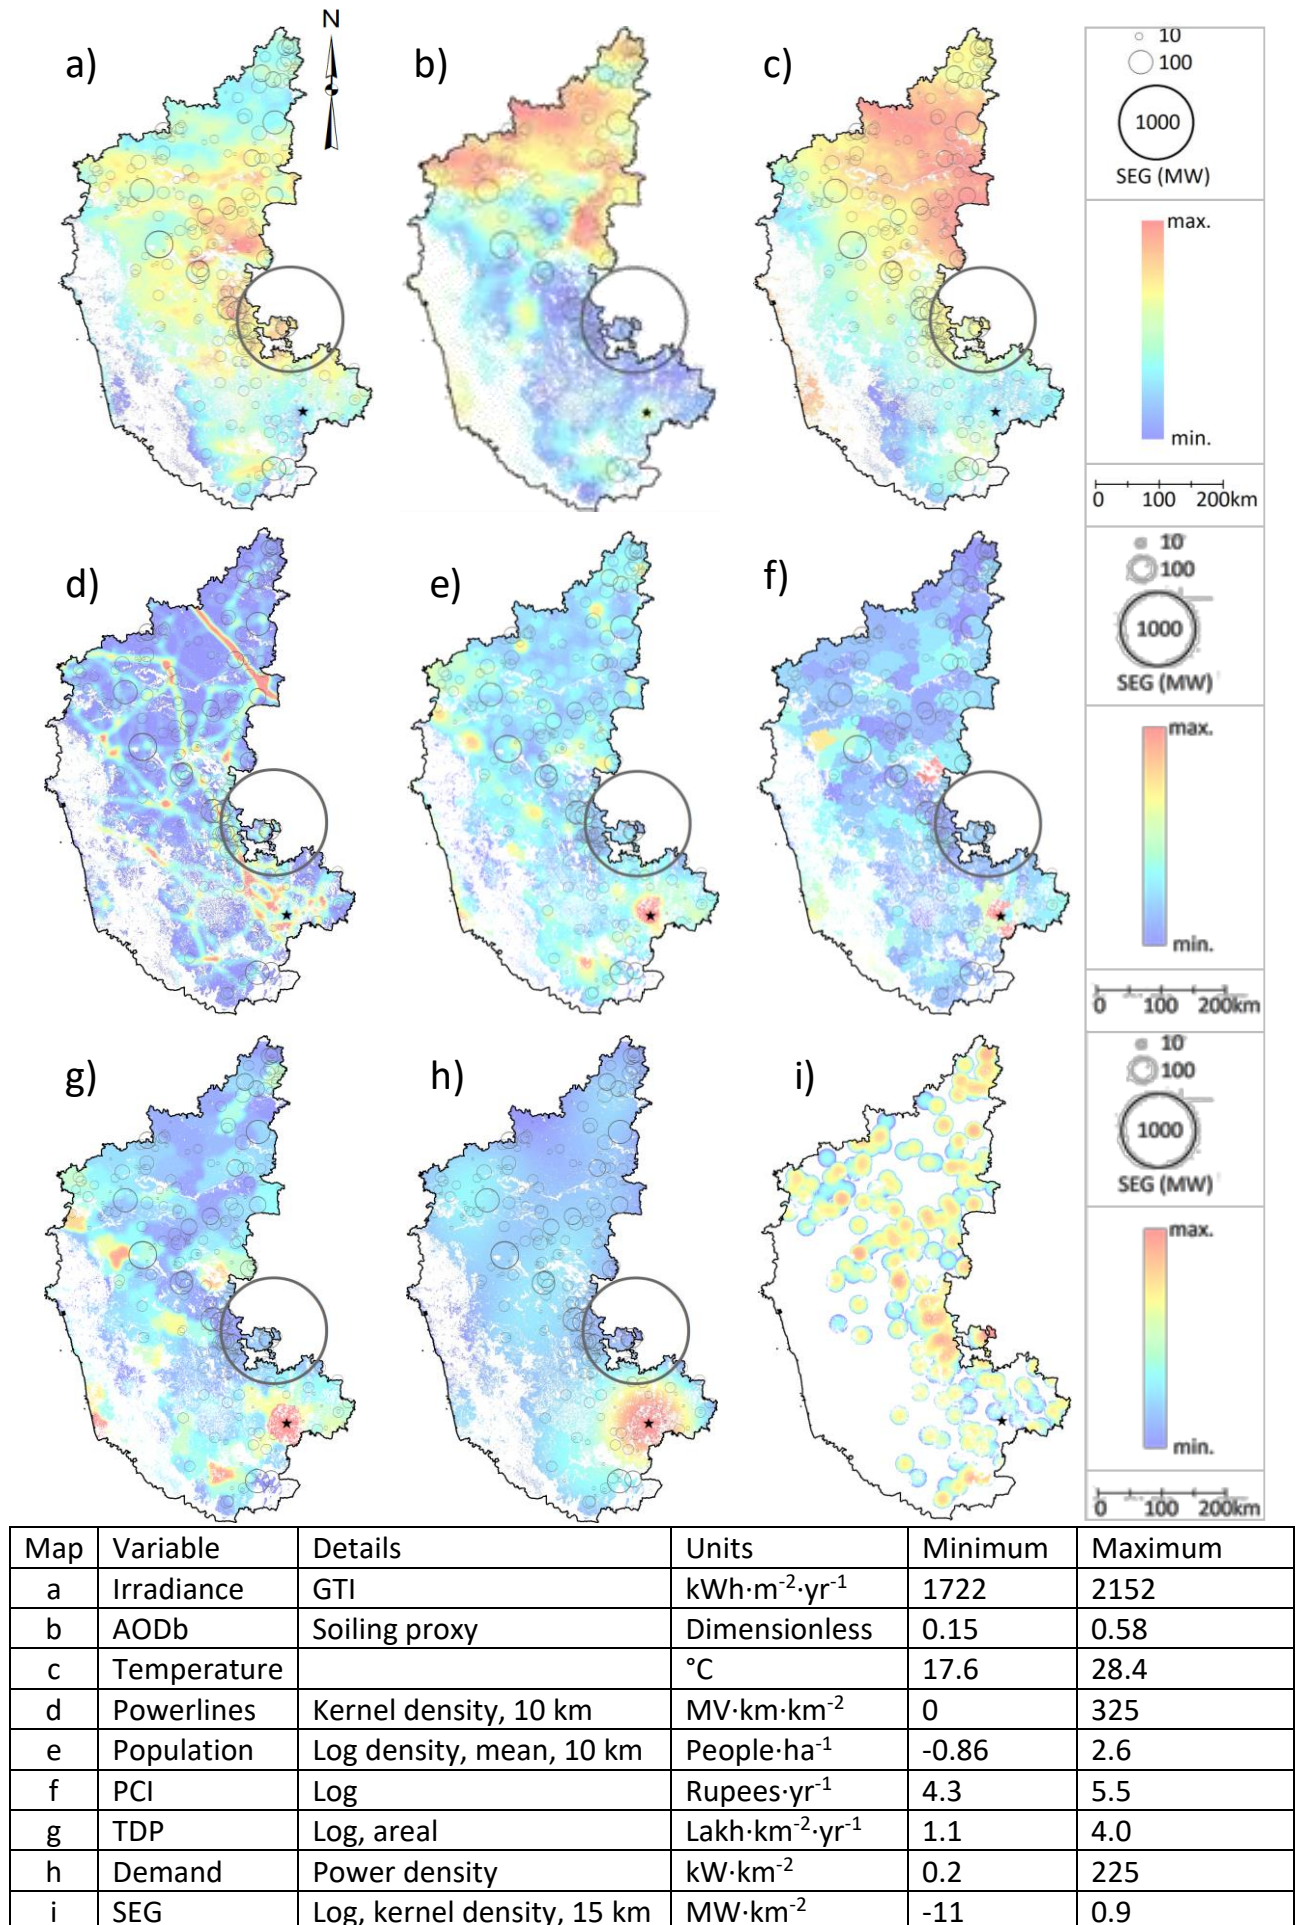 N
a)
b)
c)
10
100
1000
SEG (MW)
max.
min.
0 100 200km
d)
e)
f)
10
100
1000
SEG (MW)
max.
min.
0 100 200km
g)
h)
i)
10
100
1000
SEG (MW)
max.
min.
0 100 200km
Map Variable Details Units Minimum Maximum
a Irradiance GTI kWh·m⁻²·yr⁻¹ 1722 2152
b AODb Soiling proxy Dimensionless 0.15 0.58
c Temperature °C 17.6 28.4
d Powerlines Kernel density, 10 km MV·km·km⁻² 0 325
e Population Log density, mean, 10 km People·ha⁻¹ -0.86 2.6
f PCI Log Rupees·yr⁻¹ 4.3 5.5
g TDP Log, areal Lakh·km⁻²·yr⁻¹ 1.1 4.0
h Demand Power density kW·km⁻² 0.2 225
i SEG Log, kernel density, 15 km MW·km⁻² -11 0.9